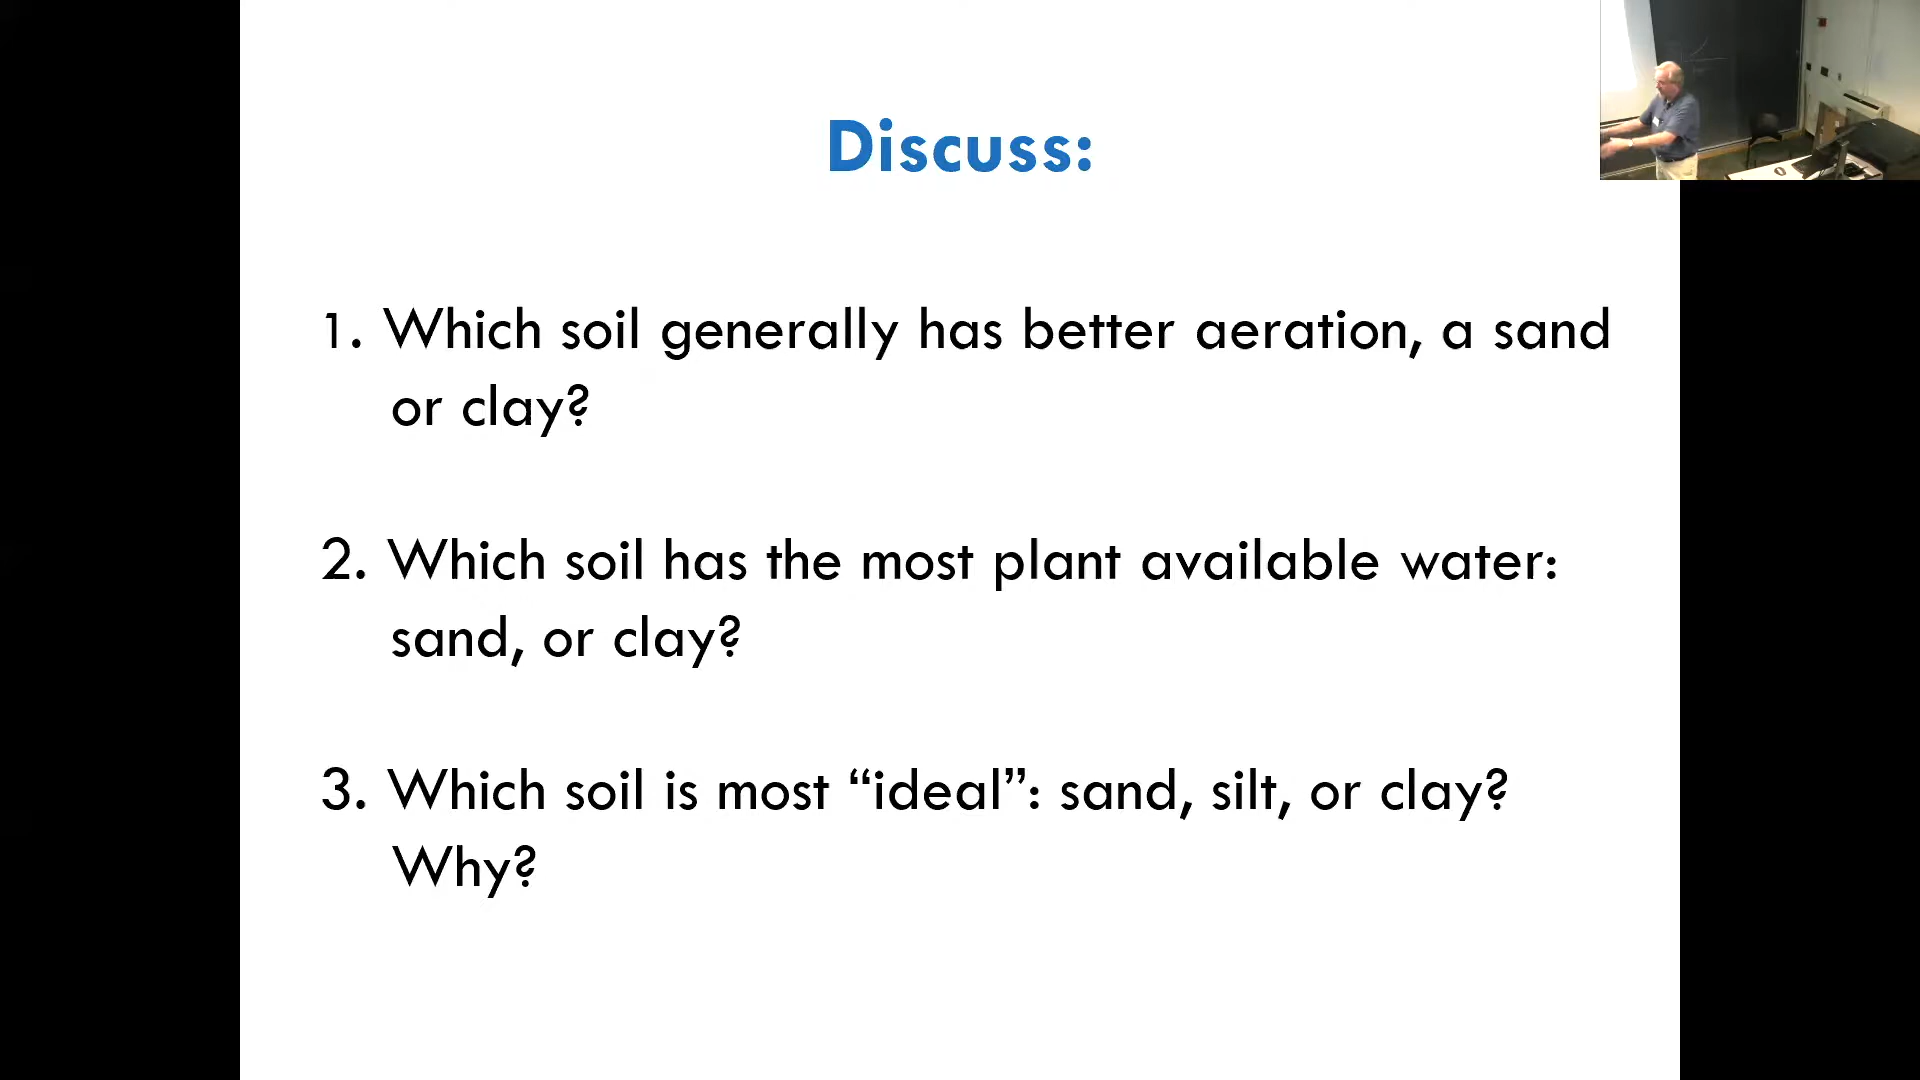 Discuss:
1. Which soil generally has better aeration, a sand
or clay?
2. Which soil has the most plant available water:
sand, or clay?
3. Which soil is most “ideal”: sand, silt, or clay?
Why?